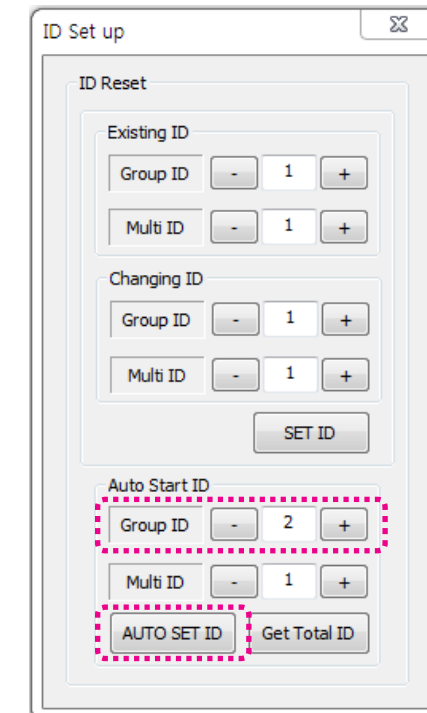 ID Set up
ID Reset
Existing ID
Group ID - 1 +
Multi ID - 1 +
Changing ID
Group ID - 1 +
Multi ID - 1 +
SET ID
Auto Start ID
Group ID - 2 +
Multi ID - 1 +
AUTO SET ID Get Total ID